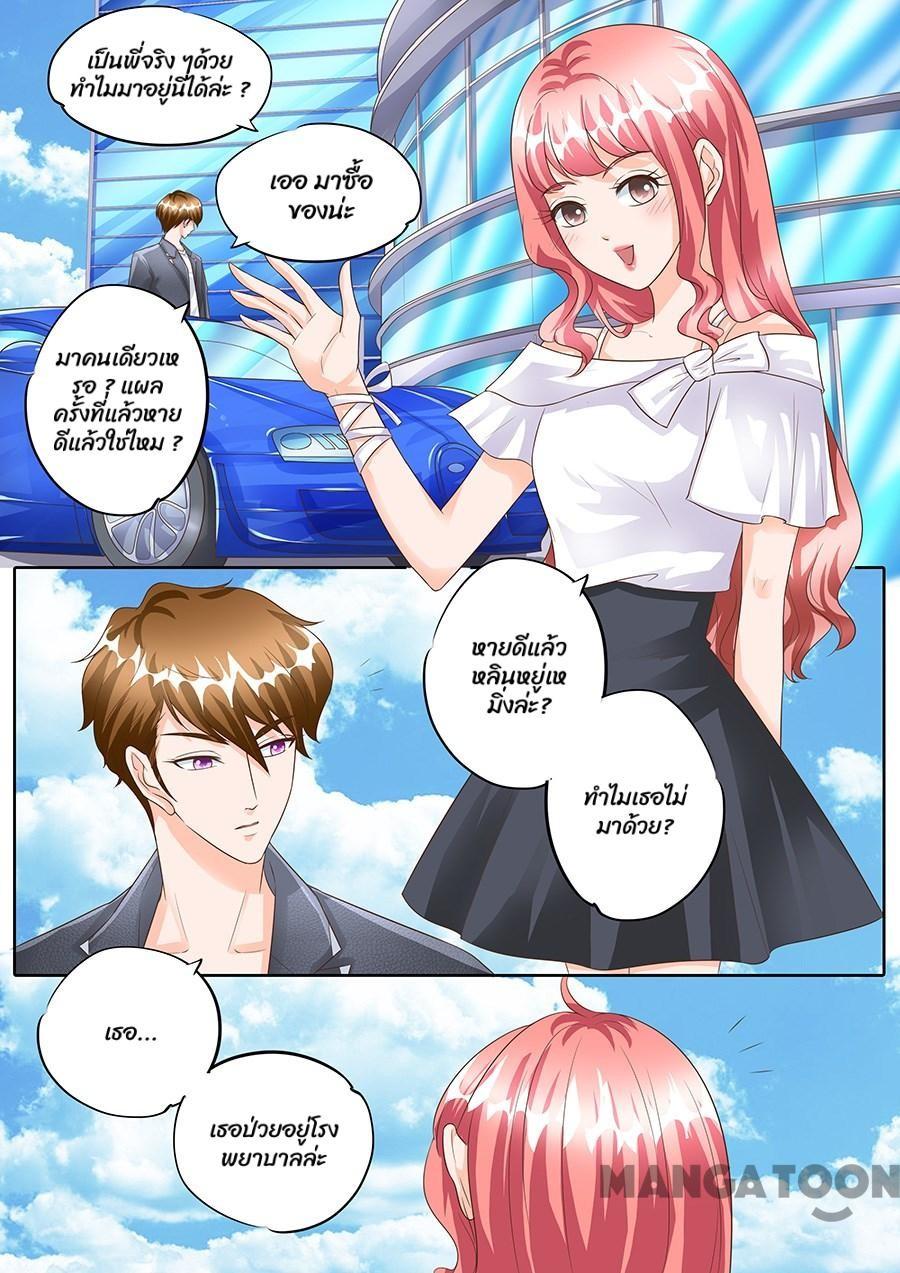 เป็นพี่จริง ๆด้วย
ทำไมมาอยู่นี่ได้ล่ะ ?
เออ มาซื้อ
ของน่ะ
มาคนเดียวเห
รอ ? แผล
ครั้งที่แล้วหาย
ดีแล้วใช่ไหม ?
หายดีแล้ว
หลินหยู่เห
มิ่งล่ะ?
ทำไมเธอไม่
มาด้วย?
เธอ...
เธอป่วยอยู่โรง
พยาบาลล่ะ
MANGATOON